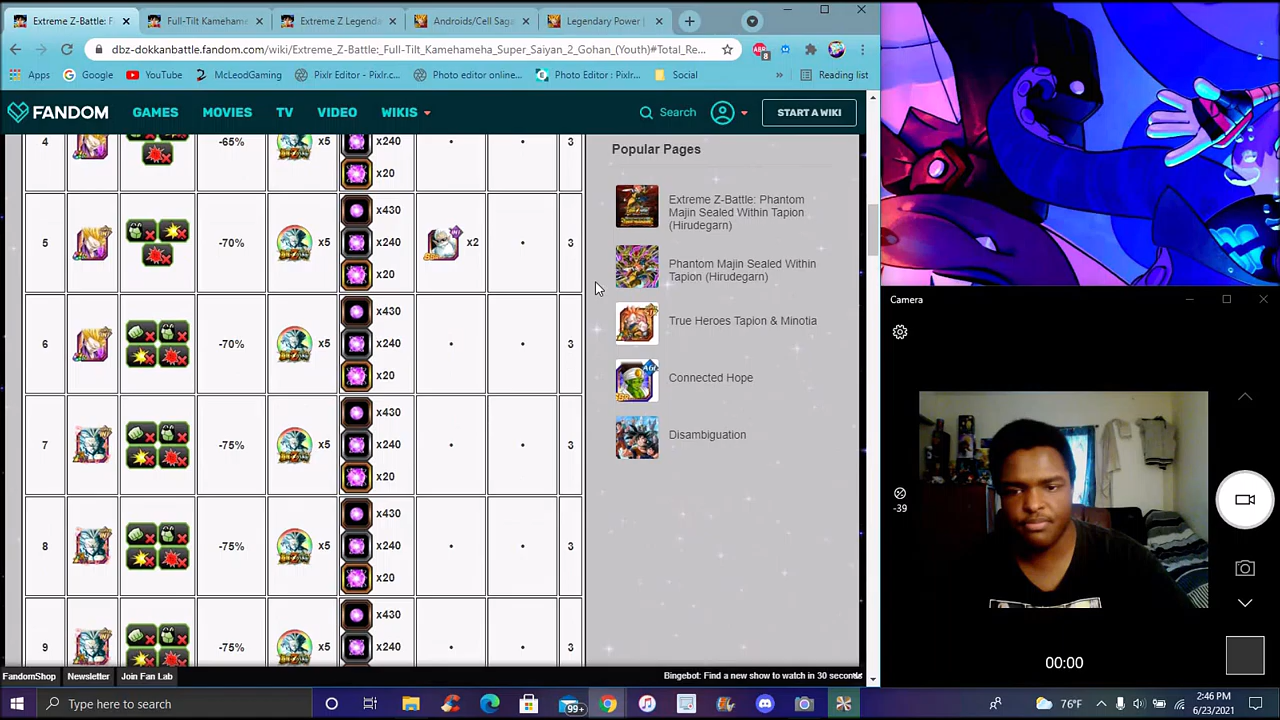 Extreme Z-Battle: F
Full-Tilt Kamehame
Extreme Z Legenda
Androids/Cell Saga
Legendary Power |
dbz-dokkanbattle.fandom.com/wiki/Extreme_Z-Battle:_Full-Tilt_Kamehameha_Super_Saiyan_2_Gohan_(Youth)#Total_Re...
8
Apps
Google
YouTube
McLeodGaming
Pixlr Editor - Pixlr.c...
Photo editor online...
Photo Editor : Pixlr...
Social
»
Reading list
FANDOM
GAMES
MOVIES
TV
VIDEO
WIKIS
Search
START A WIKI
4 -65% x5 x240 • • 3
x20
x430
5 -70% x5 x240 x2 • 3
x20
x430
6 -70% x5 x240 • • 3
x20
x430
7 -75% x5 x240 • • 3
x20
x430
8 -75% x5 x240 • • 3
x20
x430
9 -75% x5 x240 • • 3
Popular Pages
Extreme Z-Battle: Phantom
Majin Sealed Within Tapion
(Hirudegarn)
Phantom Majin Sealed Within
Tapion (Hirudegarn)
True Heroes Tapion & Minotia
Connected Hope
Disambiguation
FandomShop
Newsletter
Join Fan Lab
Bingebot: Find a new show to watch in 30 seconds
Camera
-39
00:00
Type here to search
99+
76°F
2:46 PM
6/23/2021